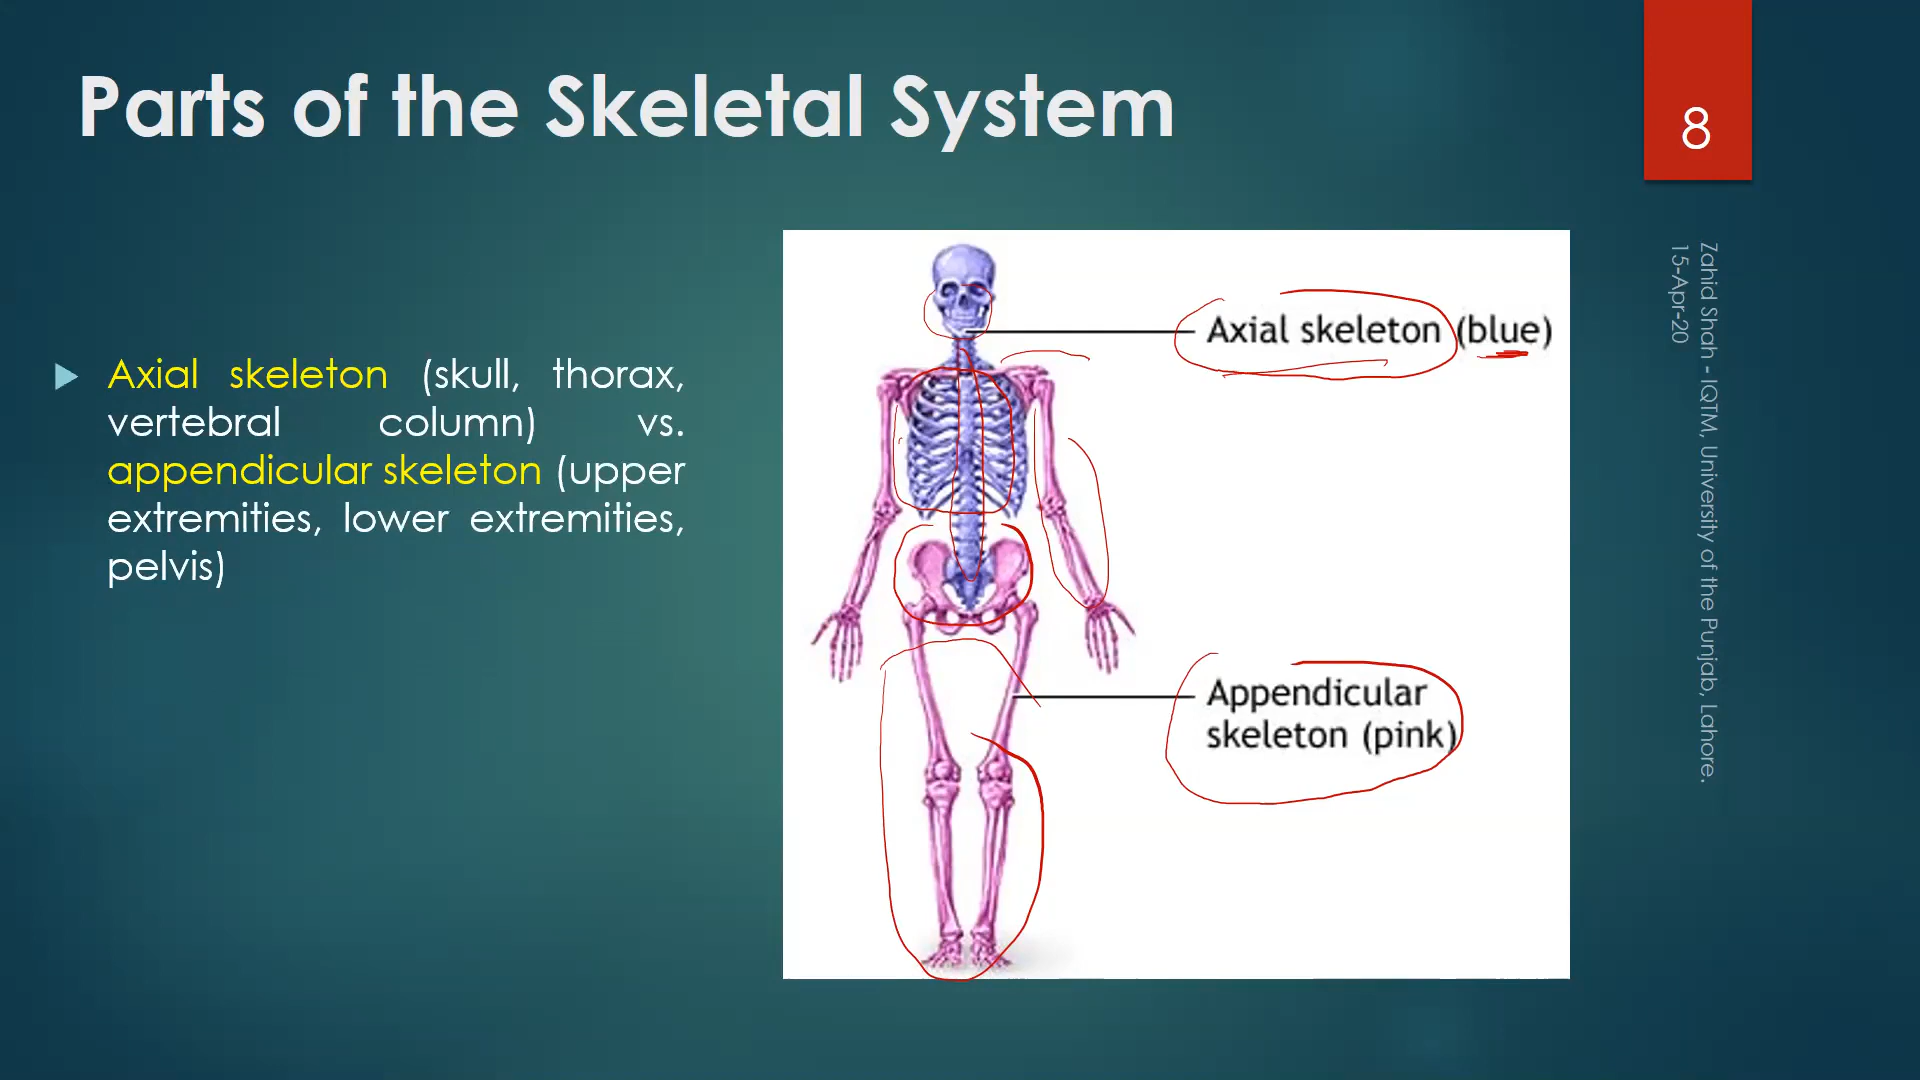 Parts of the Skeletal System
8
Axial skeleton (skull, thorax,
vertebral column) vs.
appendicular skeleton (upper
extremities, lower extremities,
pelvis)
Axial skeleton (blue)
Appendicular
skeleton (pink)
Zahid Shah - IQTM, University of the Punjab, Lahore.
15-Apr-20